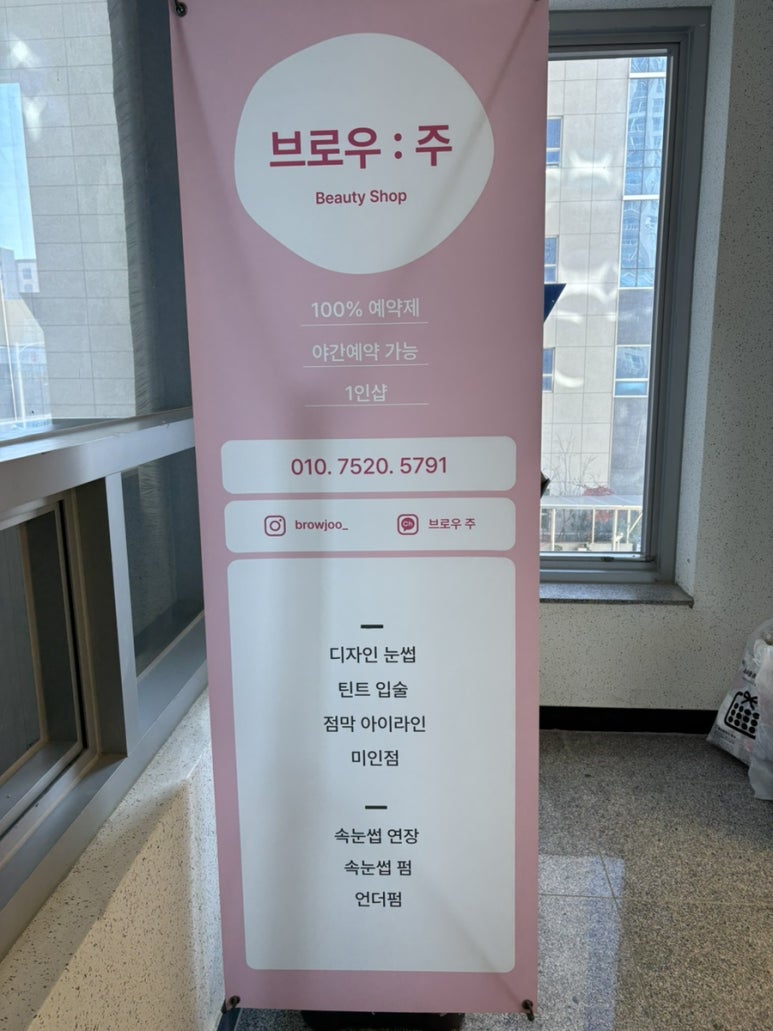 브로우 : 주
Beauty Shop
100% 예약제
야간예약 가능
1인샵
010. 7520. 5791
browjoo_
Ch 브로우 주
디자인 눈썹
틴트 입술
점막 아이라인
미인점
속눈썹 연장
속눈썹 펌
언더펌